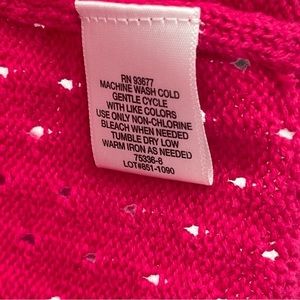 RN 93677
MACHINE WASH COLD
GENTLE CYCLE
WITH LIKE COLORS
USE ONLY NON-CHLORINE
BLEACH WHEN NEEDED
TUMBLE DRY LOW
WARM IRON AS NEEDED
75336-8
LOT#851-1090